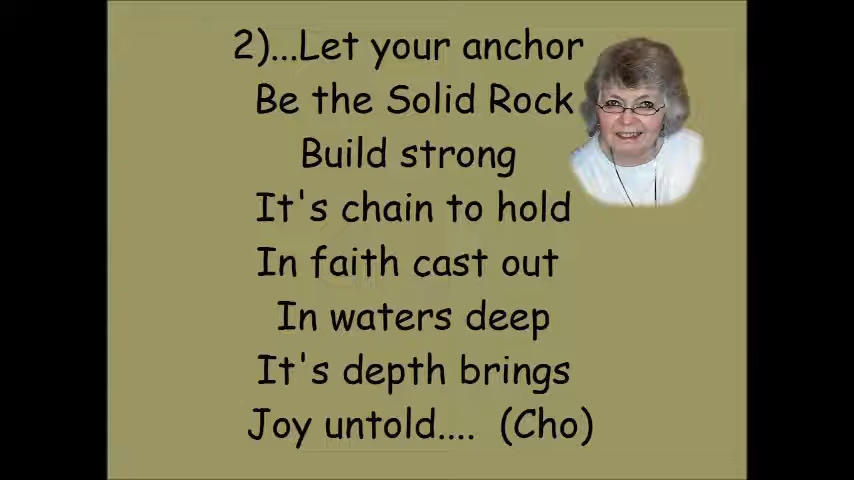 2)...Let your anchor
Be the Solid Rock
Build strong
It's chain to hold
In faith cast out
In waters deep
It's depth brings
Joy untold.... (Cho)